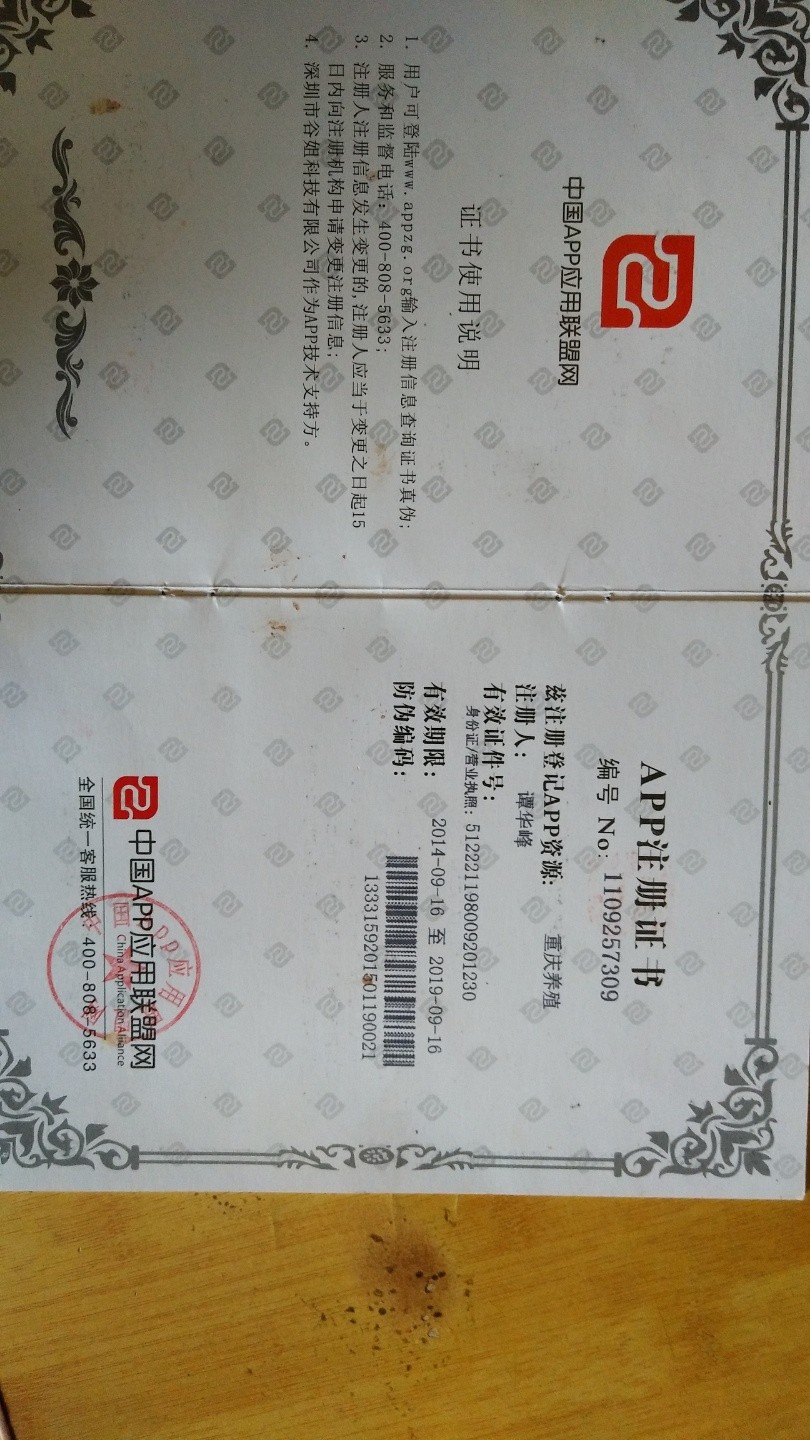 中国APP应用联盟网
证书使用说明
1. 用户可登陆www.appzg.org输入注册信息查询证书真伪;
2. 服务和监督电话: 400-808-5633;
3. 注册人注册信息发生变更的,注册人应当于变更之日起15
日内向注册机构申请变更注册信息;
4. 深圳市谷姐科技有限公司作为APP技术支持方。
APP注册证书
编号 No: 1109257309
兹注册登记APP资源: 重庆养殖
注册人: 谭华峰
有效证件号:
身份证/营业执照: 512221198009201230
有效期限: 2014-09-16 至 2019-09-16
防伪编码:
1333159201501190021
中国APP应用联盟网
China Application Alliance
全国统一客服热线: 400-808-5633